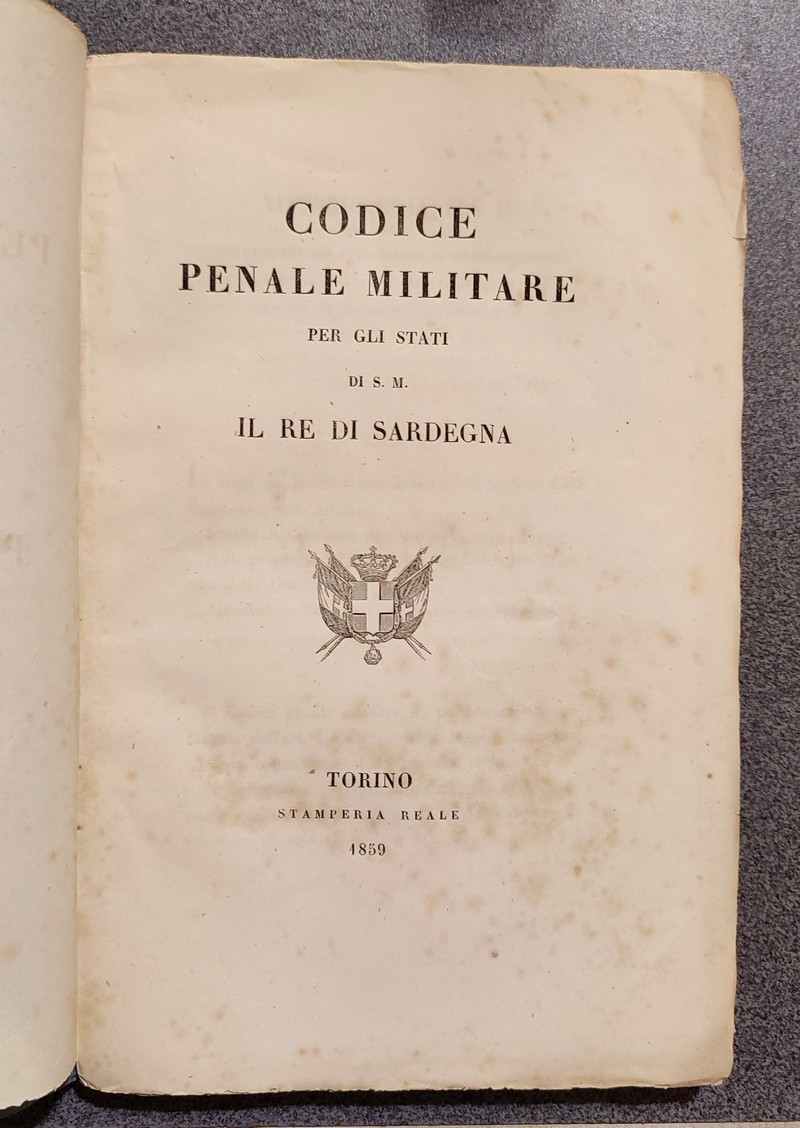 CODICE
PENALE MILITARE
PER GLI STATI
DI S. M.
IL RE DI SARDEGNA
TORINO
STAMPERIA REALE
1859